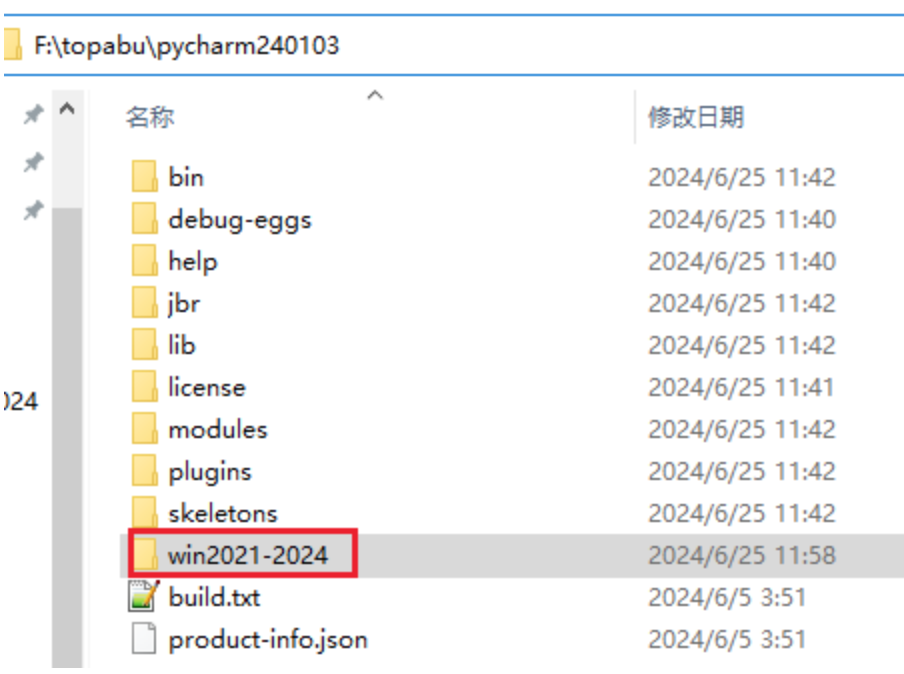 F:\topabu\pycharm240103
名称 修改日期
bin 2024/6/25 11:42
debug-eggs 2024/6/25 11:40
help 2024/6/25 11:40
jbr 2024/6/25 11:42
lib 2024/6/25 11:42
license 2024/6/25 11:41
024
modules 2024/6/25 11:42
plugins 2024/6/25 11:42
skeletons 2024/6/25 11:42
win2021-2024 2024/6/25 11:58
build.txt 2024/6/5 3:51
product-info.json 2024/6/5 3:51